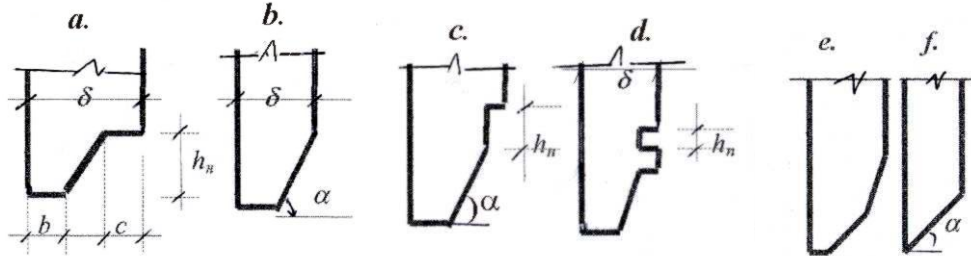 a. b. c. d. e. f.
δ δ δ
hₙ α α hₙ hₙ α
b c